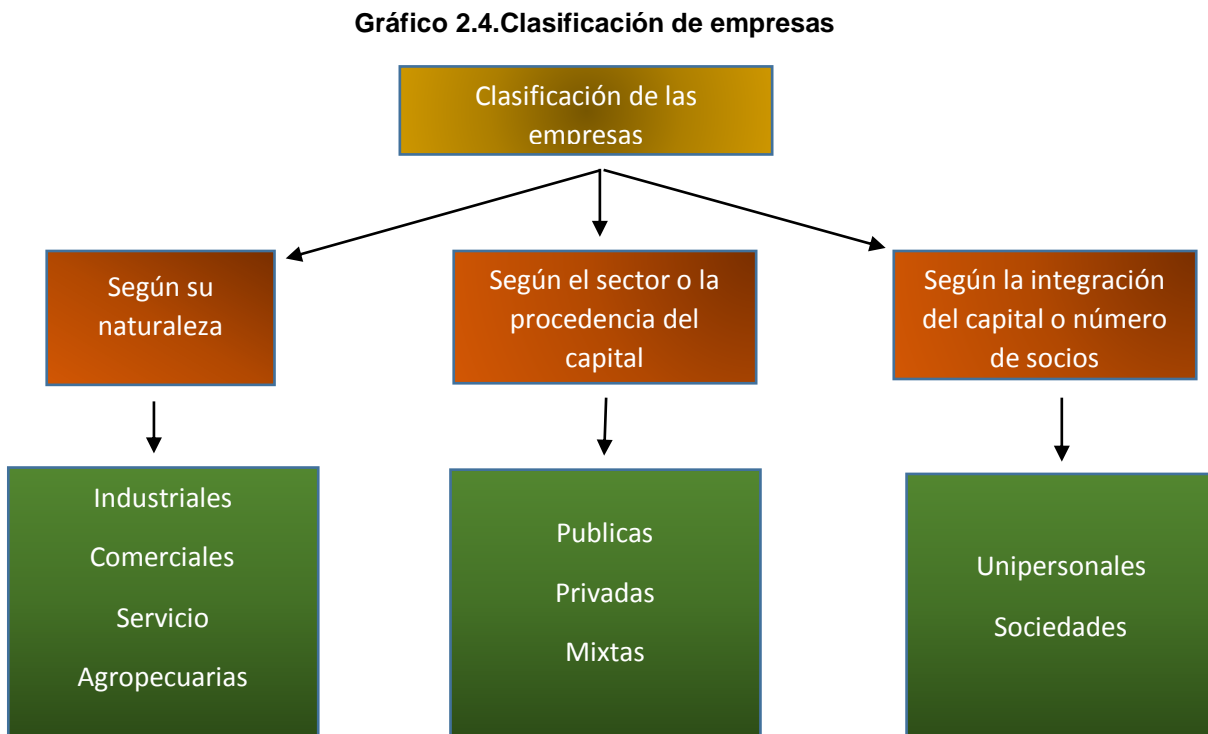 Gráfico 2.4.Clasificación de empresas
Clasificación de las
empresas
Según su
naturaleza
Según el sector o la
procedencia del
capital
Según la integración
del capital o número
de socios
Industriales
Comerciales
Servicio
Agropecuarias
Publicas
Privadas
Mixtas
Unipersonales
Sociedades